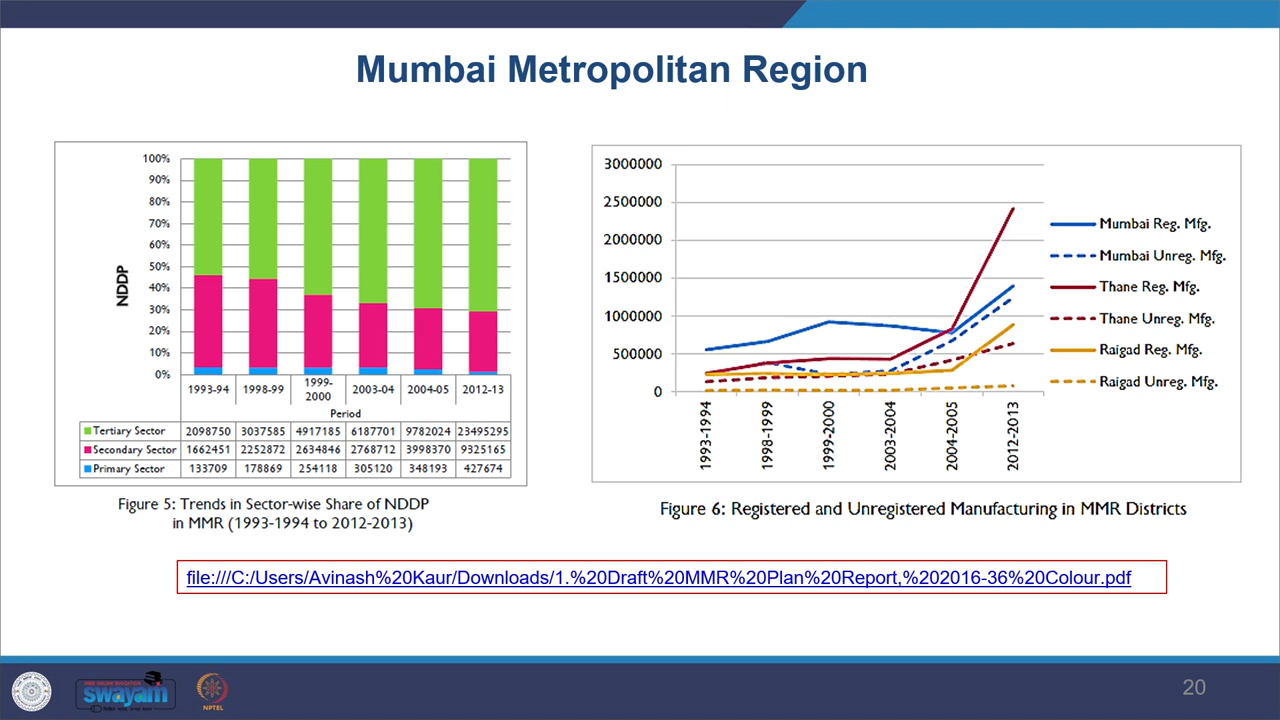 Mumbai Metropolitan Region
NDDP
100%
90%
80%
70%
60%
50%
40%
30%
20%
10%
0%
1993-94 1998-99 1999-2000 2003-04 2004-05 2012-13
Period
Tertiary Sector 2098750 3037585 4917185 6187701 9782024 23495295
Secondary Sector 1662451 2252872 2634846 2768712 3998370 9325165
Primary Sector 133709 178869 254118 305120 348193 427674
Figure 5: Trends in Sector-wise Share of NDDP
in MMR (1993-1994 to 2012-2013)
3000000
2500000
2000000
1500000
1000000
500000
0
1993-1994 1998-1999 1999-2000 2003-2004 2004-2005 2012-2013
Mumbai Reg. Mfg.
Mumbai Unreg. Mfg.
Thane Reg. Mfg.
Thane Unreg. Mfg.
Raigad Reg. Mfg.
Raigad Unreg. Mfg.
Figure 6: Registered and Unregistered Manufacturing in MMR Districts
file:///C:/Users/Avinash%20Kaur/Downloads/1.%20Draft%20MMR%20Plan%20Report,%202016-36%20Colour.pdf
swayam
NPTEL
20